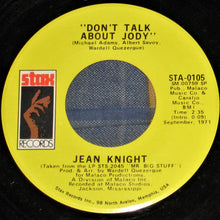 "DON'T TALK
ABOUT JODY"
(Michael Adams, Albert Savoy,
Wardell Quezergue)
stax
RECORDS
STA-0105
SM 00759 SP
Pub., Malaco
Music Co. &
Caraljo
Music Co.
BMI
Time 2:35
Intro (:09)
September, 1971
JEAN KNIGHT
(Taken from the LP STS 2045 "MR. BIG STUFF")
Prod. & Arr. by Wardell Quezergue
for Malaco Productions
A Division of Malaco Inc.
Recorded at Malaco Studios,
Jackson, Mississippi
Stax Records, Inc., 98 North Avalon, Memphis, Tenn., U.S.A.